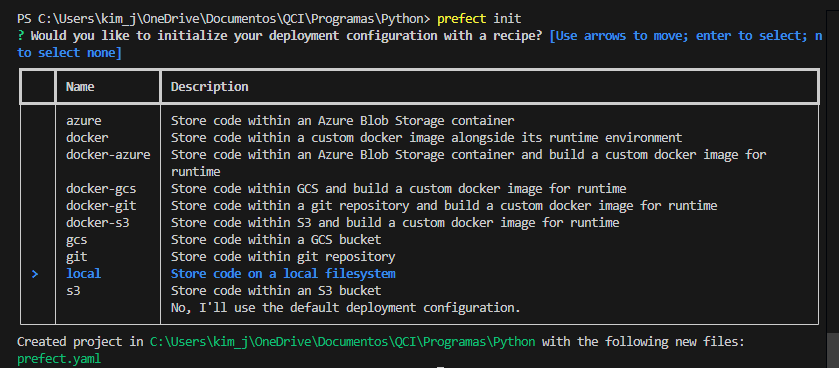 PS C:\Users\kim_j\OneDrive\Documentos\QCI\Programas\Python> prefect init
? Would you like to initialize your deployment configuration with a recipe? [Use arrows to move; enter to select; n
to select none]
Name Description
azure Store code within an Azure Blob Storage container
docker Store code within a custom docker image alongside its runtime environment
docker-azure Store code within an Azure Blob Storage container and build a custom docker image for
runtime
docker-gcs Store code within GCS and build a custom docker image for runtime
docker-git Store code within a git repository and build a custom docker image for runtime
docker-s3 Store code within S3 and build a custom docker image for runtime
gcs Store code within a GCS bucket
git Store code within git repository
> local Store code on a local filesystem
s3 Store code within an S3 bucket
No, I'll use the default deployment configuration.
Created project in C:\Users\kim_j\OneDrive\Documentos\QCI\Programas\Python with the following new files:
prefect.yaml